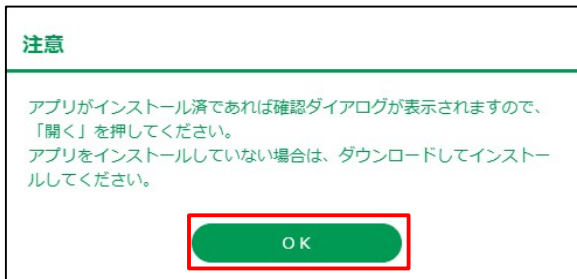 注意
アプリがインストール済であれば確認ダイアログが表示されますので、
「開く」を押してください。
アプリをインストールしていない場合は、ダウンロードしてインストー
ルしてください。
ＯＫ